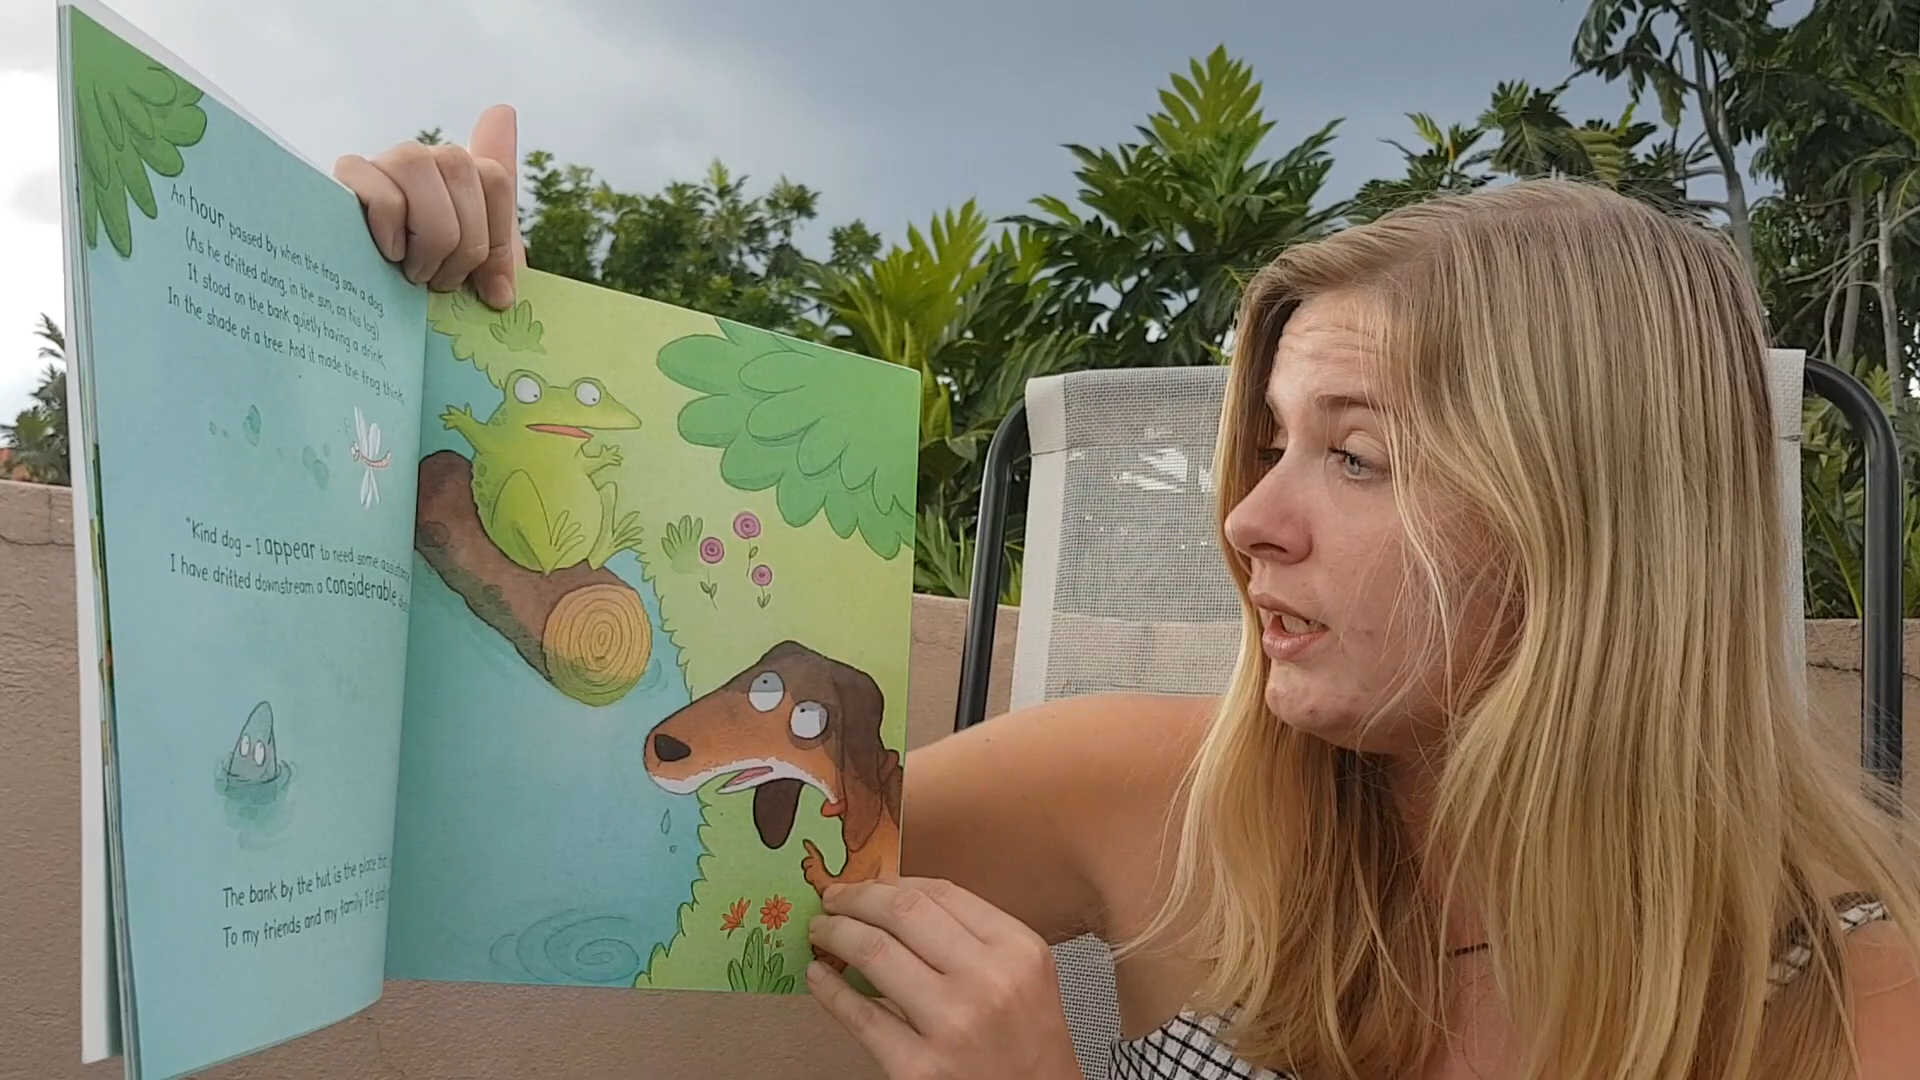 An hour passed by when the frog saw a dog,
(As he drifted along, in the sun, on his log)
It stood on the bank quietly having a drink,
In the shade of a tree. And it made the frog think.
"Kind dog – I appear to need some
I have drifted downstream a considerable
The bank by the hut is the place
To my friends and my family I'd